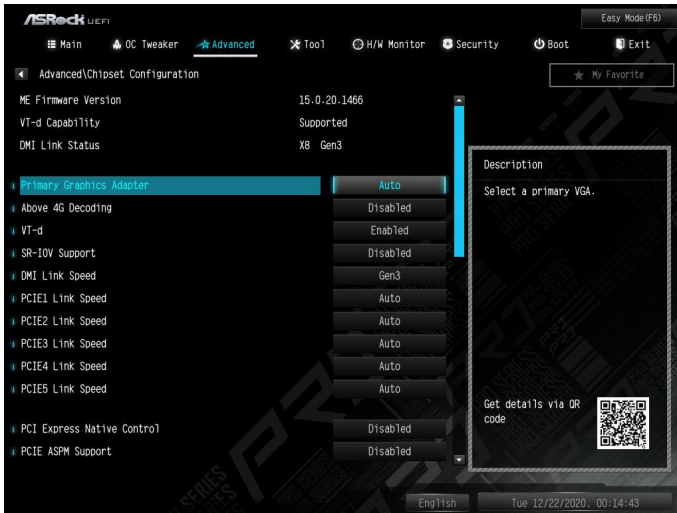 ASRock UEFI
Easy Mode(F6)
Main OC Tweaker Advanced Tool H/W Monitor Security Boot Exit
Advanced\Chipset Configuration
My Favorite
ME Firmware Version 15.0.20.1466
VT-d Capability Supported
DMI Link Status X8 Gen3
Description
Primary Graphics Adapter Auto
Select a primary VGA.
Above 4G Decoding Disabled
VT-d Enabled
SR-IOV Support Disabled
DMI Link Speed Gen3
PCIE1 Link Speed Auto
PCIE2 Link Speed Auto
PCIE3 Link Speed Auto
PCIE4 Link Speed Auto
PCIE5 Link Speed Auto
Get details via QR
code
PCI Express Native Control Disabled
PCIE ASPM Support Disabled
English
Tue 12/22/2020. 00:14:43